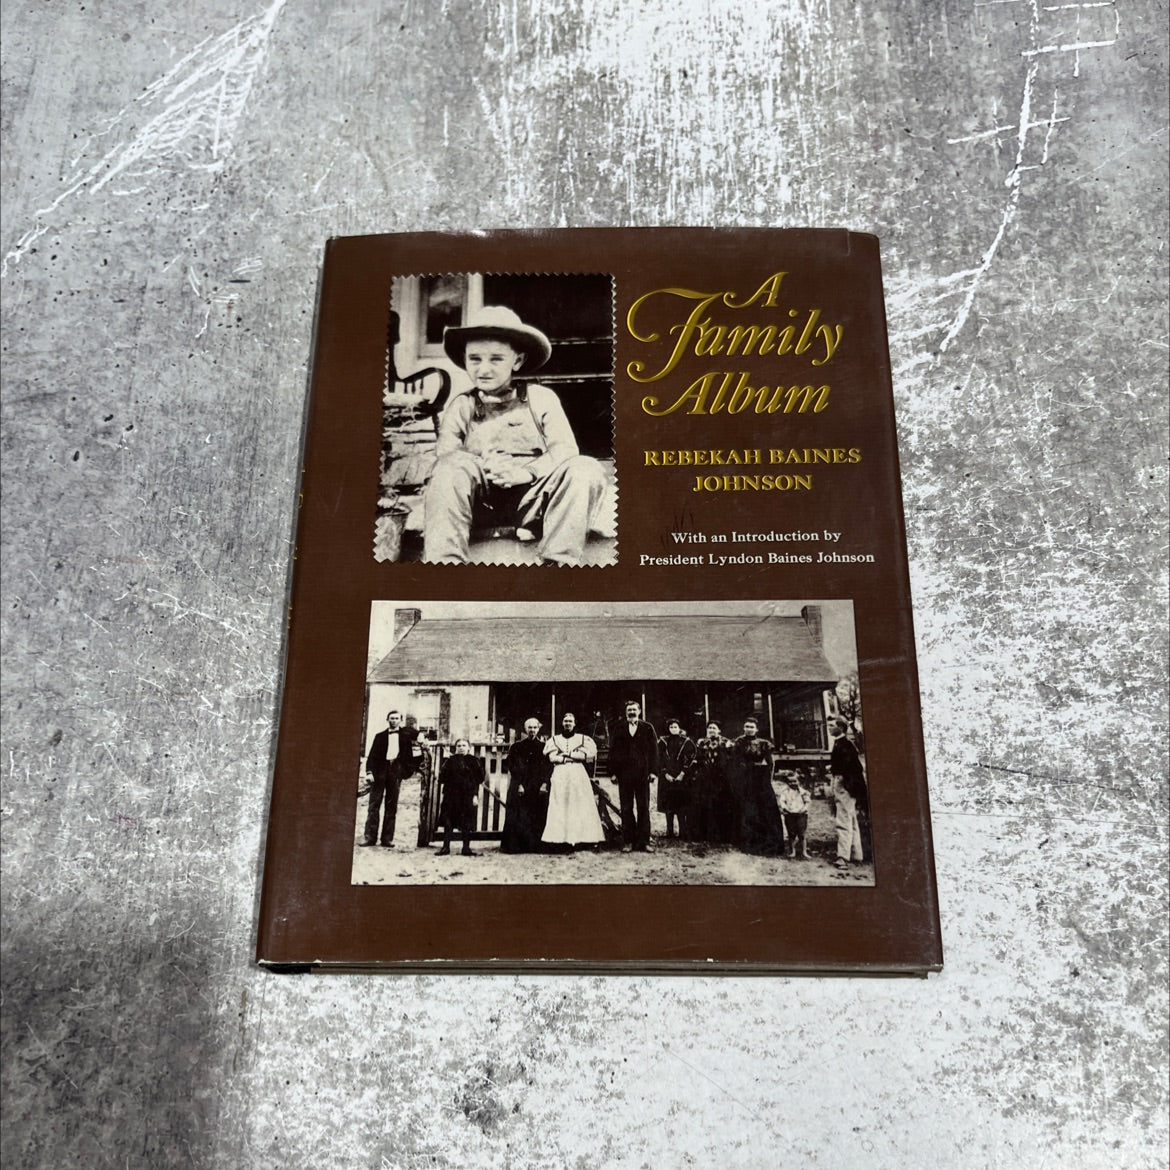 A
Family
Album
REBEKAH BAINES
JOHNSON
With an Introduction by
President Lyndon Baines Johnson